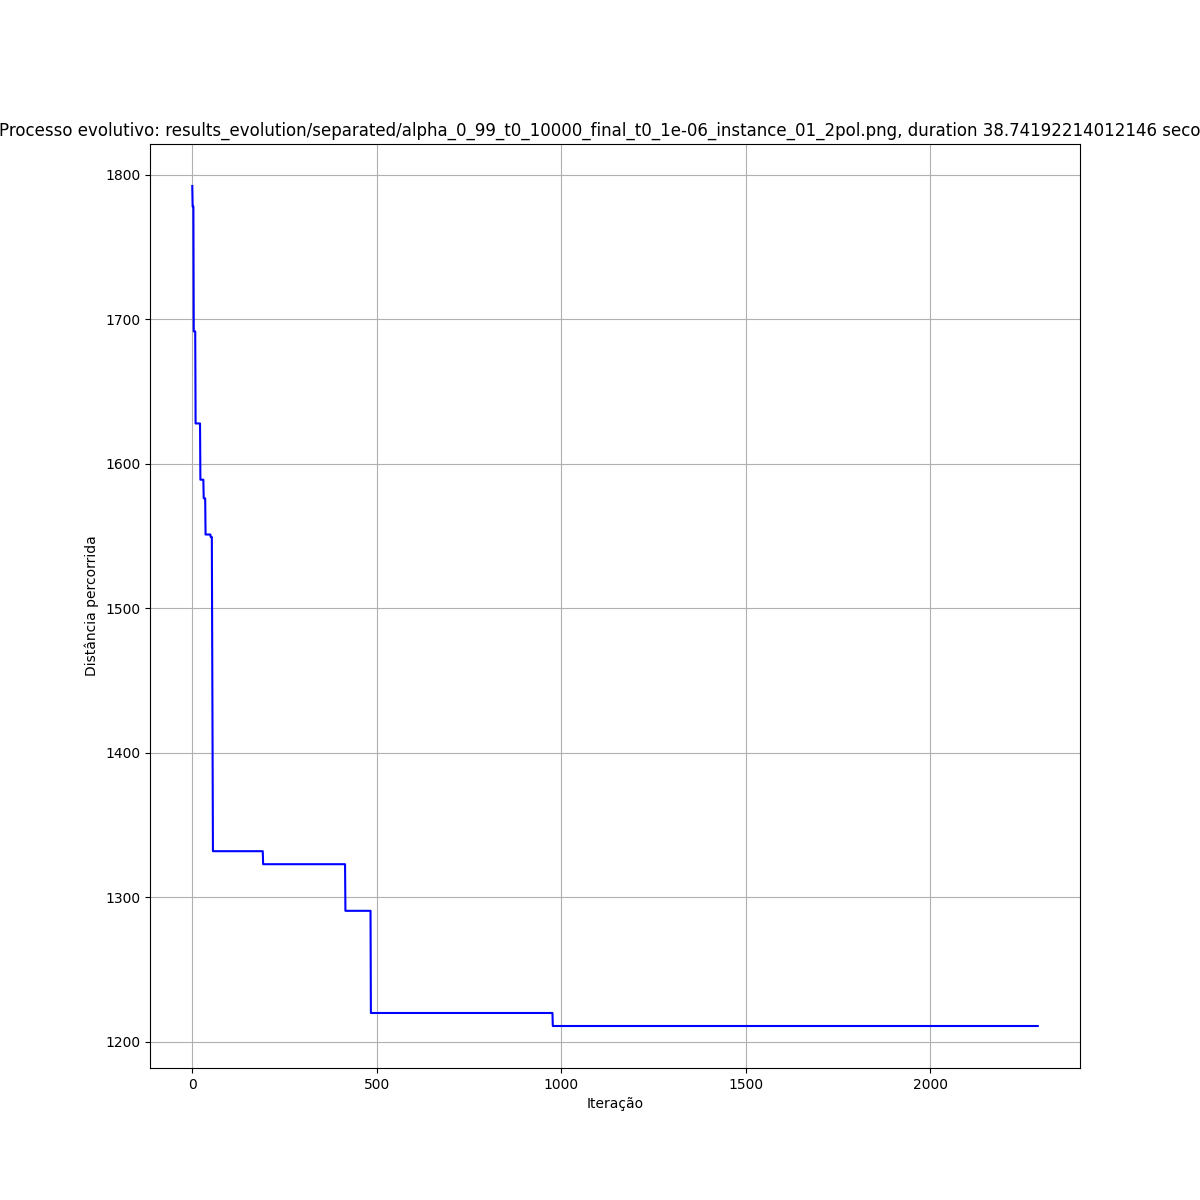 Processo evolutivo: results_evolution/separated/alpha_0_99_t0_10000_final_t0_1e-06_instance_01_2pol.png, duration 38.74192214012146 seco
1800
1700
1600
1500
1400
1300
1200
Distância percorrida
0 500 1000 1500 2000
Iteração